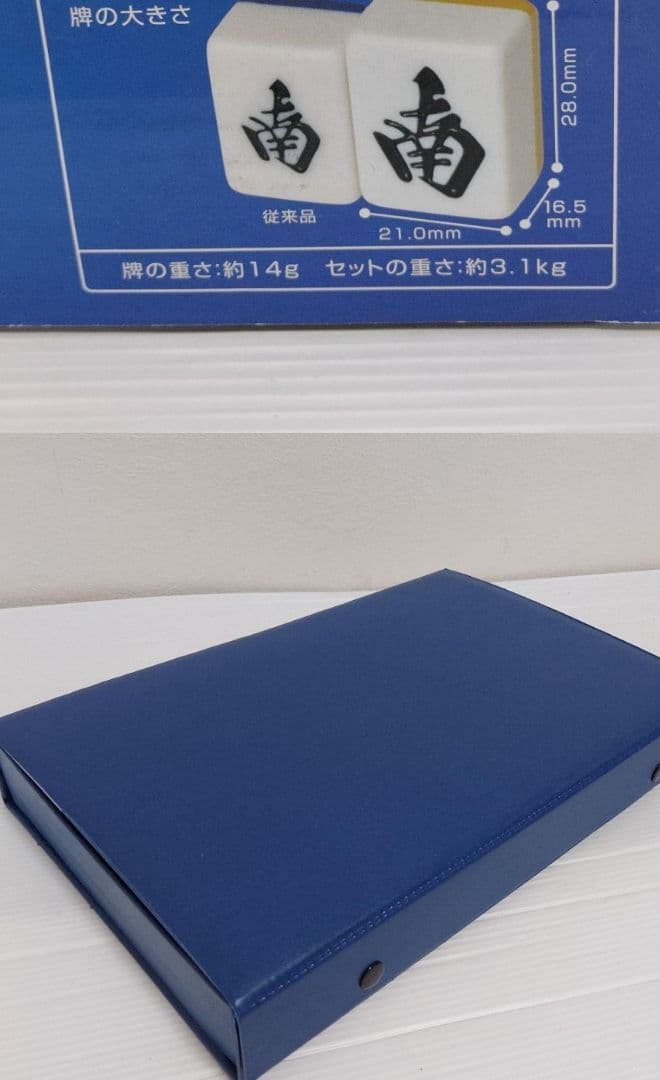 牌の大きさ
南
南
28.0mm
16.5
mm
従来品
21.0mm
牌の重さ:約14g セットの重さ:約3.1kg